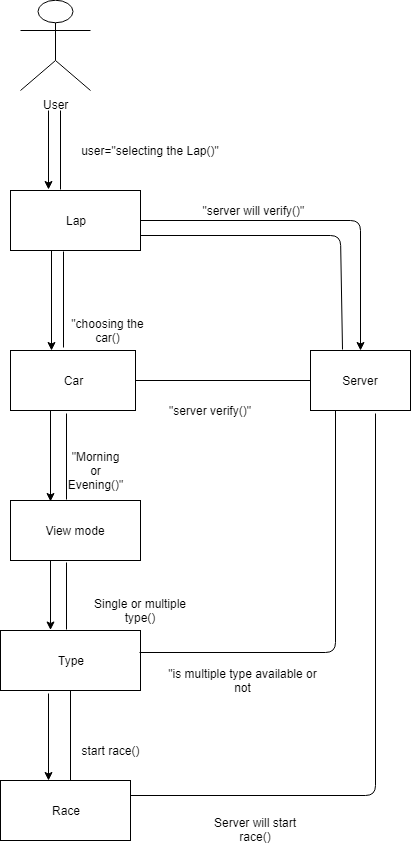 User
user="selecting the Lap()"
Lap
"server will verify()"
"choosing the
car()
Car
Server
"server verify()"
"Morning
or
Evening()"
View mode
Single or multiple
type()
Type
"is multiple type available or
not
start race()
Race
Server will start
race()